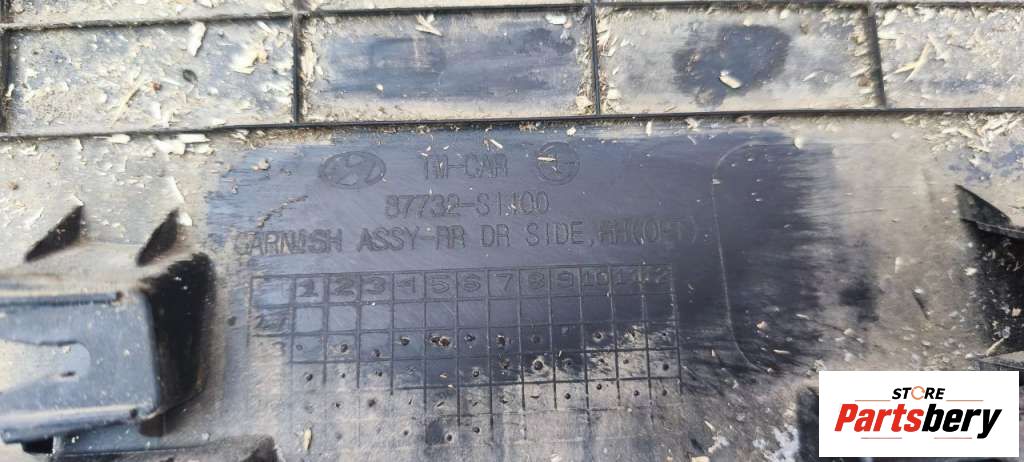 TM-CAR
87732-S1100
GARNISH ASSY-RR DR SIDE, RH(OPT)
1 2 3 4 5 6 7 8 9 10 11 12
STORE
Partsbery